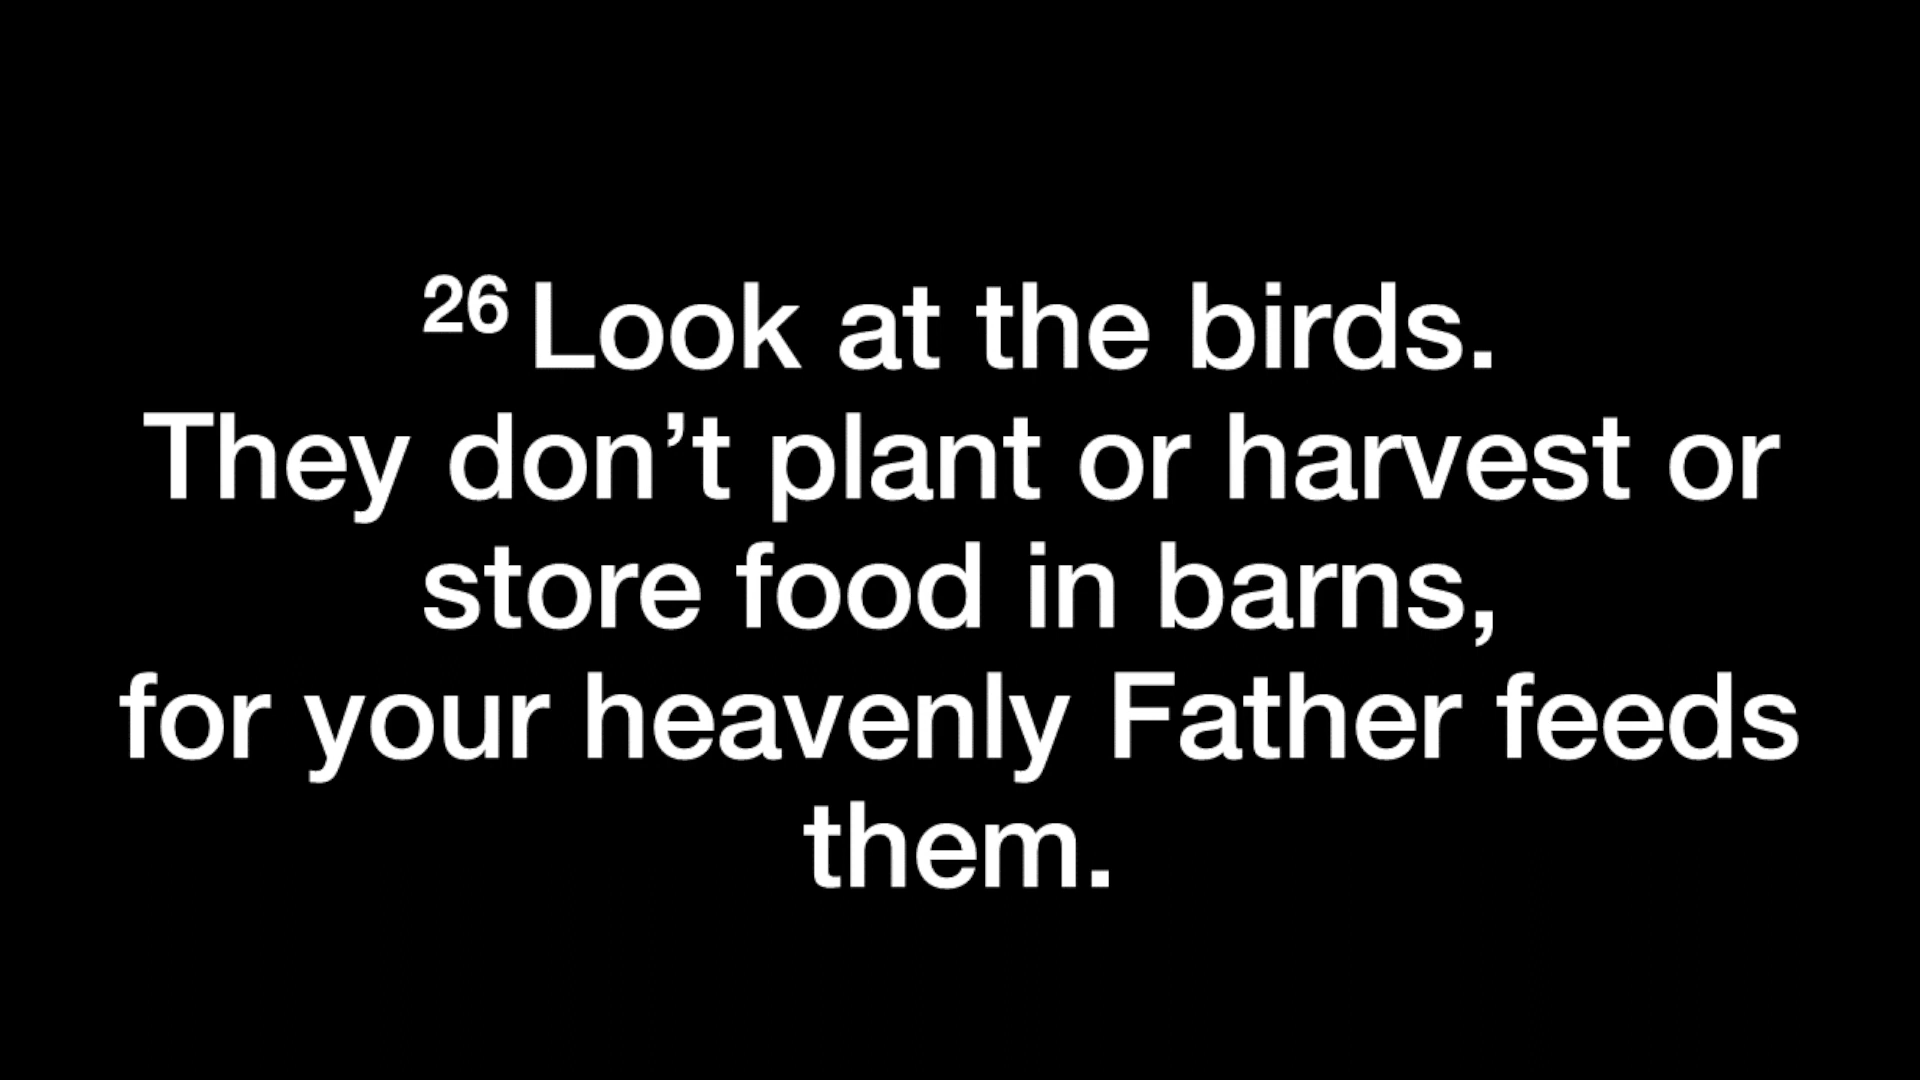 26 Look at the birds.
They don’t plant or harvest or
store food in barns,
for your heavenly Father feeds
them.